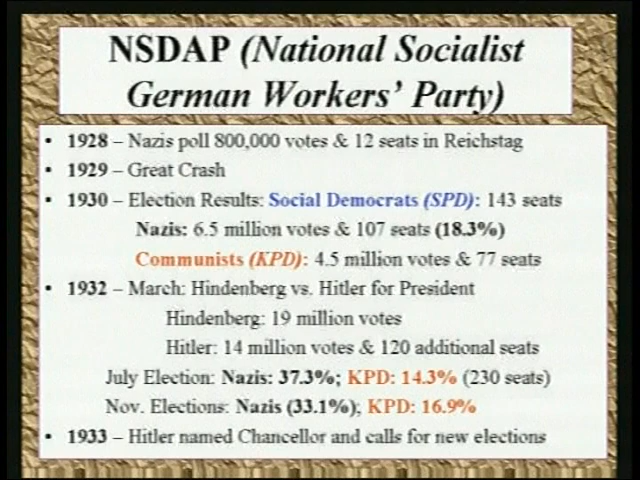 NSDAP (National Socialist
German Workers' Party)
• 1928 – Nazis poll 800,000 votes & 12 seats in Reichstag
• 1929 – Great Crash
• 1930 – Election Results: Social Democrats (SPD): 143 seats
Nazis: 6.5 million votes & 107 seats (18.3%)
Communists (KPD): 4.5 million votes & 77 seats
• 1932 – March: Hindenberg vs. Hitler for President
Hindenberg: 19 million votes
Hitler: 14 million votes & 120 additional seats
July Election: Nazis: 37.3%; KPD: 14.3% (230 seats)
Nov. Elections: Nazis (33.1%); KPD: 16.9%
• 1933 – Hitler named Chancellor and calls for new elections